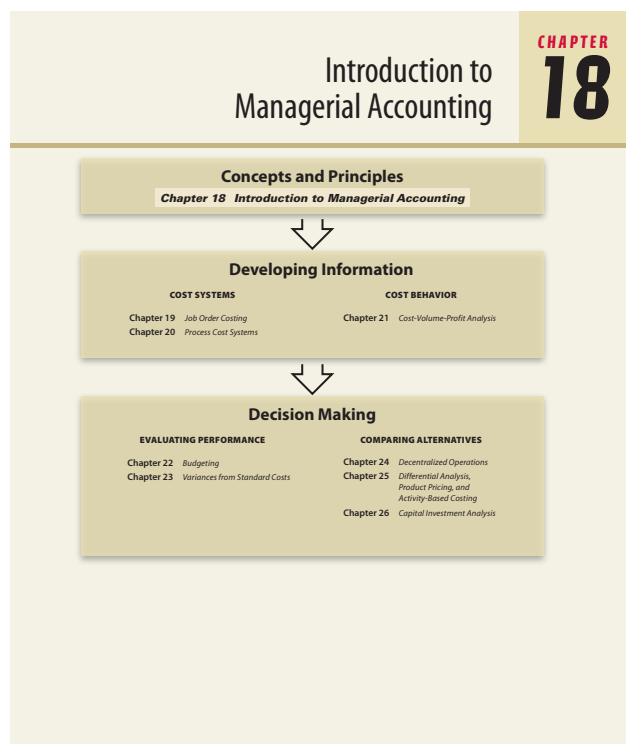 Introduction to
Managerial Accounting
CHAPTER
18
Concepts and Principles
Chapter 18 Introduction to Managerial Accounting
Developing Information
COST SYSTEMS
Chapter 19 Job Order Costing
Chapter 20 Process Cost Systems
COST BEHAVIOR
Chapter 21 Cost-Volume-Profit Analysis
Decision Making
EVALUATING PERFORMANCE
Chapter 22 Budgeting
Chapter 23 Variances from Standard Costs
COMPARING ALTERNATIVES
Chapter 24 Decentralized Operations
Chapter 25 Differential Analysis,
Product Pricing, and
Activity-Based Costing
Chapter 26 Capital Investment Analysis